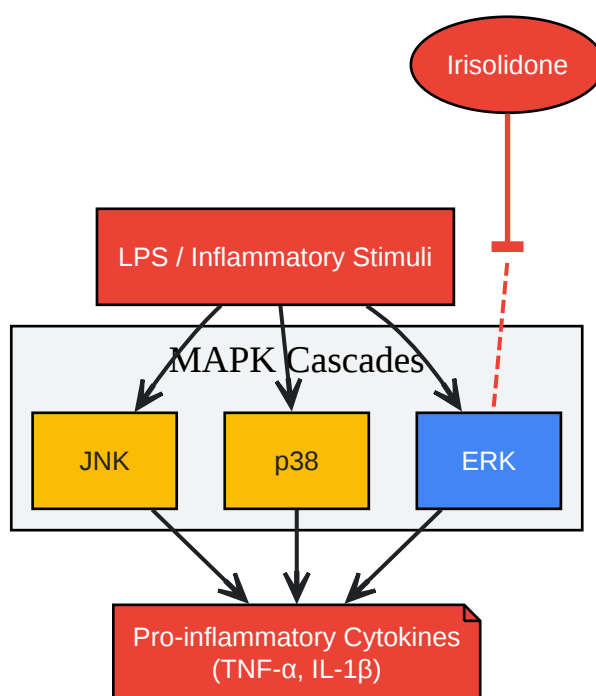 Irisolidone
LPS / Inflammatory Stimuli
MAPK Cascades
JNK
p38
ERK
Pro-inflammatory Cytokines
(TNF-α, IL-1β)